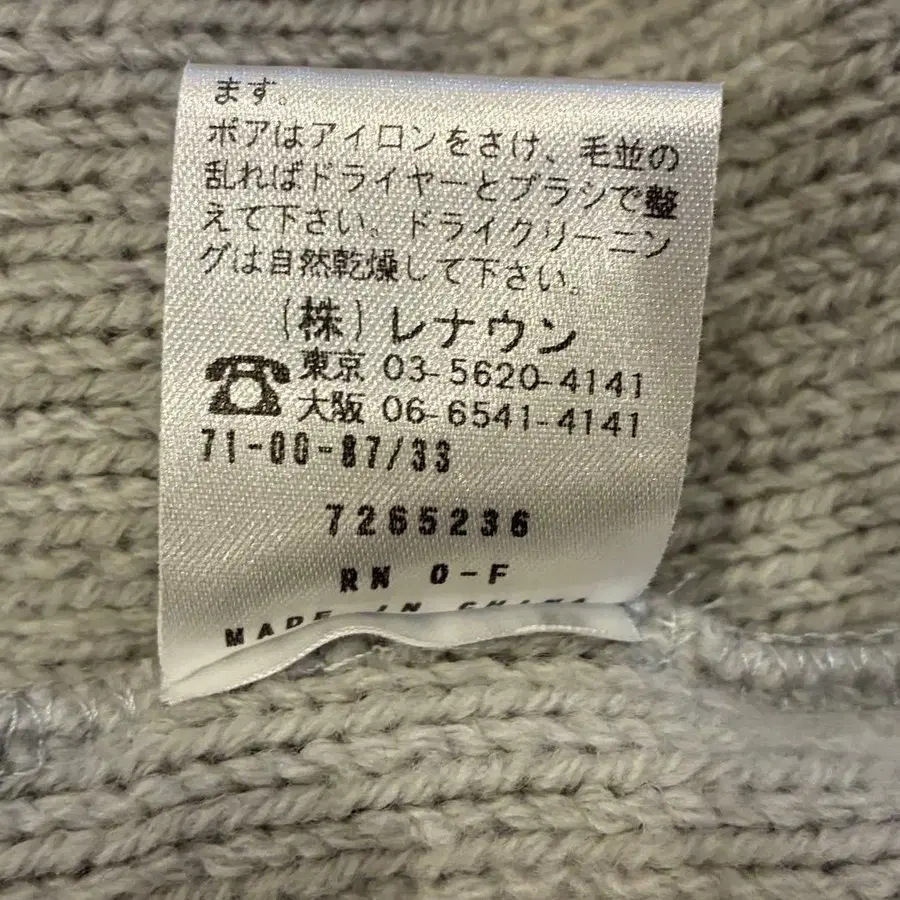 ます。
ボアはアイロンをさけ、毛並の
乱ればドライヤーとブラシで整
えて下さい。ドライクリーニン
グは自然乾燥して下さい。
(株)レナウン
東京 03-5620-4141
大阪 06-6541-4141
71-00-87/33
7265236
RN 0-F
MADE IN CHINA